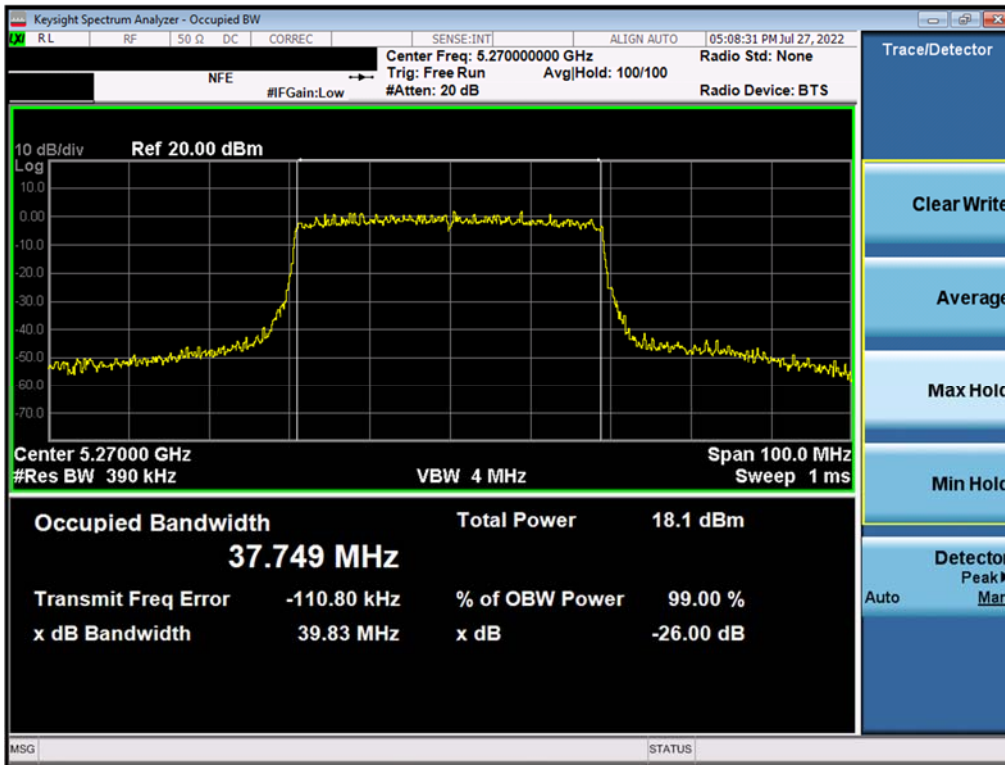 Keysight Spectrum Analyzer - Occupied BW
LXI RL RF 50 Ω DC CORREC SENSE:INT ALIGN AUTO 05:08:31 PM Jul 27, 2022
Center Freq: 5.270000000 GHz Radio Std: None
NFE Trig: Free Run Avg|Hold: 100/100
#IFGain:Low #Atten: 20 dB Radio Device: BTS
10 dB/div Ref 20.00 dBm
Log
10.0
0.00
-10.0
-20.0
-30.0
-40.0
-50.0
-60.0
-70.0
Center 5.27000 GHz Span 100.0 MHz
#Res BW 390 kHz VBW 4 MHz Sweep 1 ms
Occupied Bandwidth Total Power 18.1 dBm
37.749 MHz
Transmit Freq Error -110.80 kHz % of OBW Power 99.00 %
x dB Bandwidth 39.83 MHz x dB -26.00 dB
MSG STATUS
Trace/Detector
Clear Write
Average
Max Hold
Min Hold
Detector
Peak
Auto Man